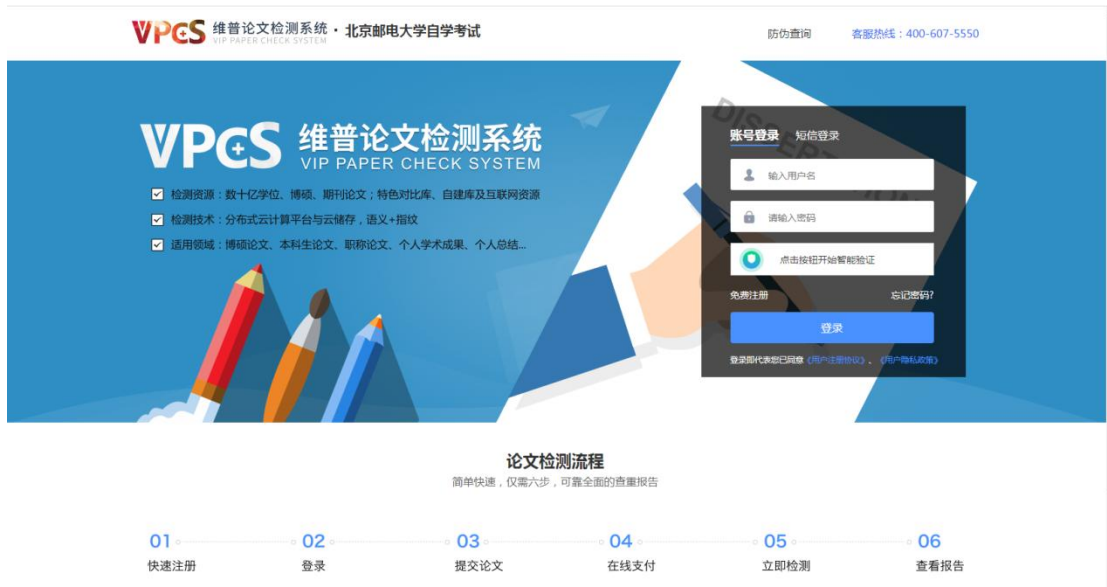 VPCS 维普论文检测系统 · 北京邮电大学自学考试
VIP PAPER CHECK SYSTEM
防伪查询 客服热线：400-607-5550
VPCS 维普论文检测系统
VIP PAPER CHECK SYSTEM
检测资源：数十亿学位、博硕、期刊论文；特色对比库、自建库及互联网资源
检测技术：分布式云计算平台与云储存，语义+指纹
适用领域：博硕论文、本科生论文、职称论文、个人学术成果、个人总结...
DISSERTATION
账号登录 短信登录
输入用户名
请输入密码
点击按钮开始智能验证
免费注册 忘记密码?
登录
登录即代表您已同意《用户注册协议》、《用户隐私政策》
论文检测流程
简单快速，仅需六步，可靠全面的查重报告
01 02 03 04 05 06
快速注册 登录 提交论文 在线支付 立即检测 查看报告